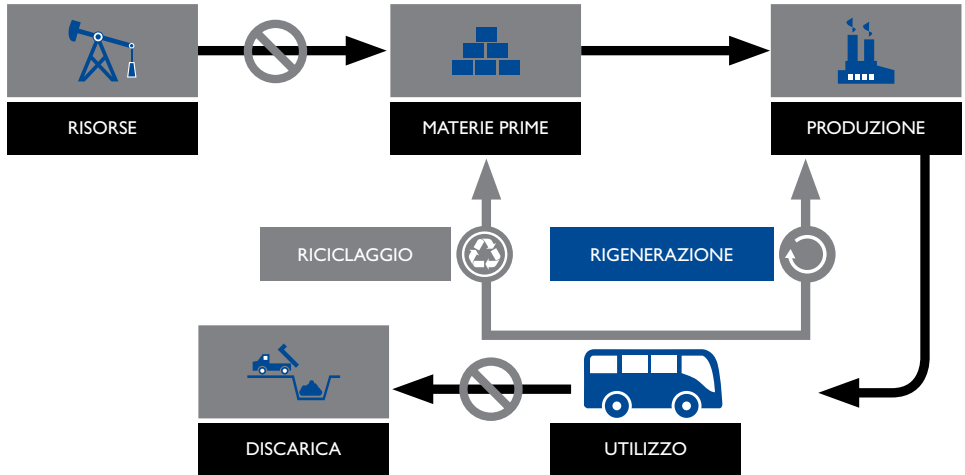 RISORSE
MATERIE PRIME
PRODUZIONE
RICICLAGGIO
RIGENERAZIONE
DISCARICA
UTILIZZO